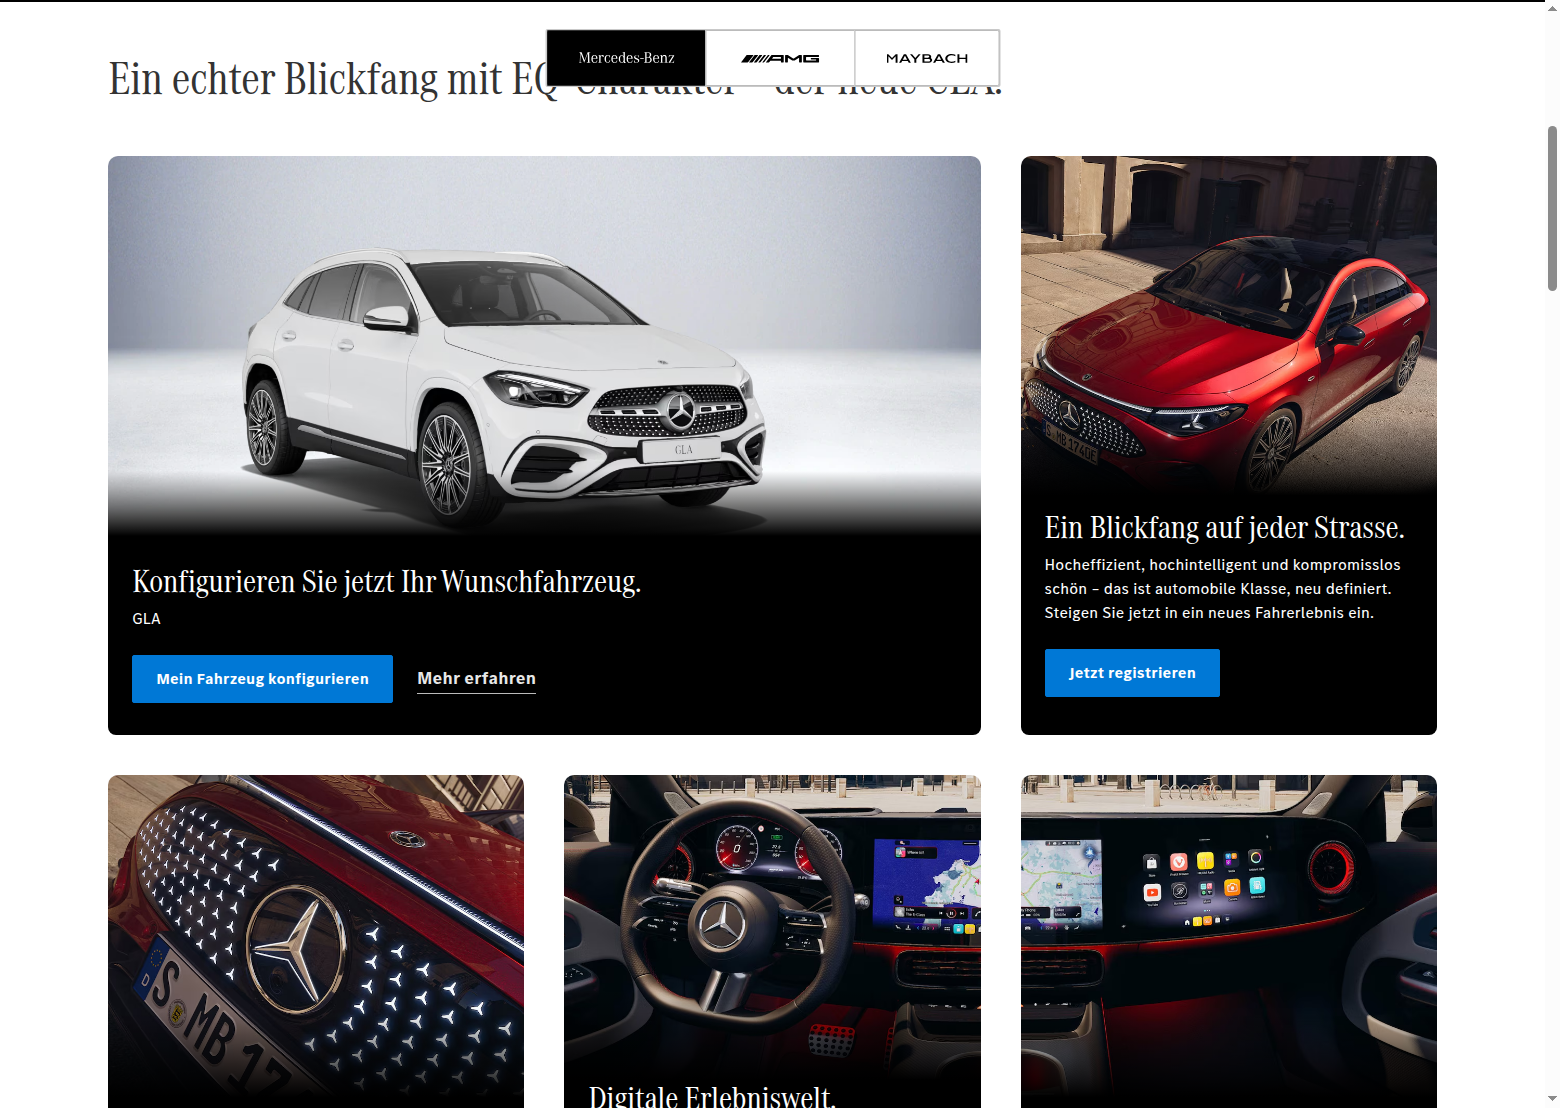 Mercedes-Benz
AMG
MAYBACH
Ein echter Blickfang mit EQ
GLA
S MB 1740E
Ein Blickfang auf jeder Strasse.
Hocheffizient, hochintelligent und kompromisslos
schön – das ist automobile Klasse, neu definiert.
Steigen Sie jetzt in ein neues Fahrerlebnis ein.
Jetzt registrieren
Konfigurieren Sie jetzt Ihr Wunschfahrzeug.
GLA
Mein Fahrzeug konfigurieren
Mehr erfahren
D
S MB 17
0
Digitale Erlebniswelt.